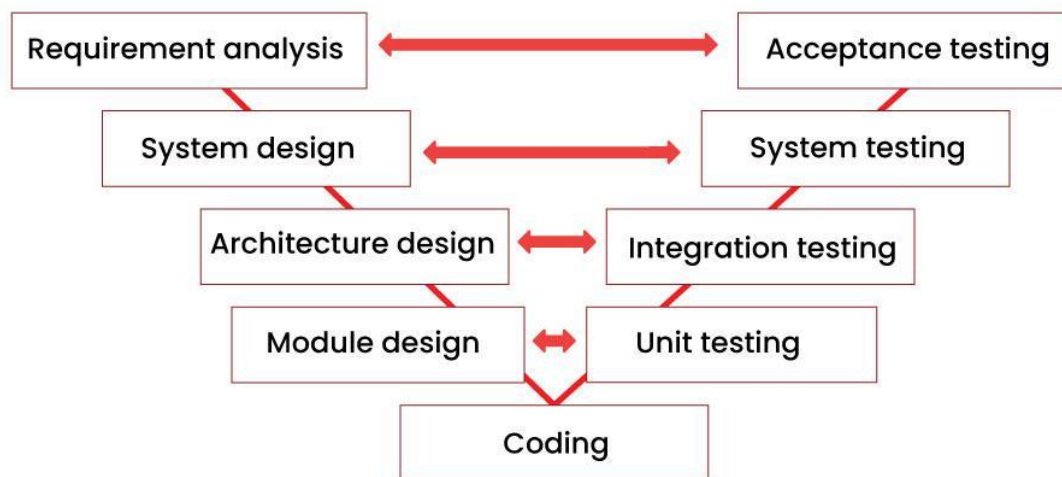 Requirement analysis
Acceptance testing
System design
System testing
Architecture design
Integration testing
Module design
Unit testing
Coding